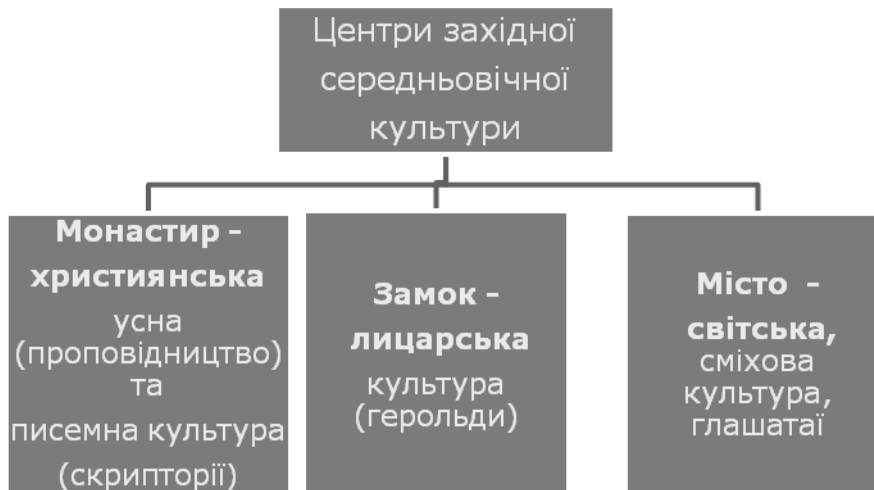 Центри західної
середньовічної
культури
Монастир -
християнська
усна
(проповідництво)
та
писемна культура
(скрипторії)
Замок -
лицарська
культура
(герольди)
Місто -
світська,
сміхова
культура,
глашатаї